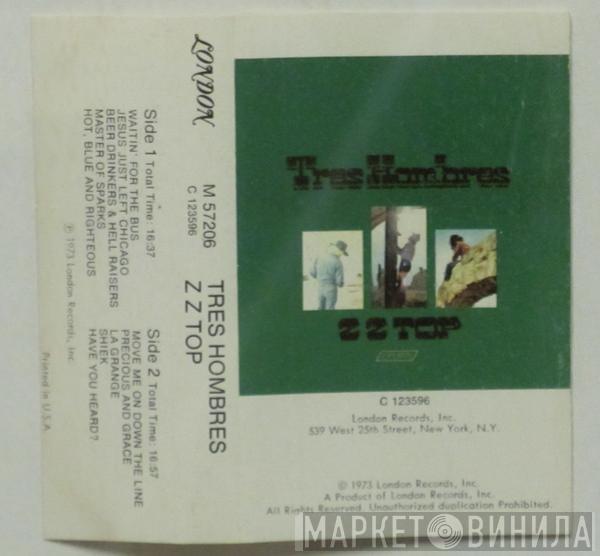 Side 1 Total Time: 16:37
WAITIN' FOR THE BUS
JESUS JUST LEFT CHICAGO
BEER DRINKERS & HELL RAISERS
MASTER OF SPARKS
HOT, BLUE AND RIGHTEOUS
Side 2 Total Time: 16:57
MOVE ME ON DOWN THE LINE
PRECIOUS AND GRACE
LA GRANGE
SHIEK
HAVE YOU HEARD?
℗ 1973 London Records, Inc.
Printed in U.S.A.
LONDON
M 57206
C 123596
TRES HOMBRES
Z Z TOP
Tres Hombres
Z Z TOP
C 123596
London Records, Inc.
539 West 25th Street, New York, N.Y.
© 1973 London Records, Inc.
A Product of London Records, Inc.
All Rights Reserved. Unauthorized duplication Prohibited.
МАРКЕТ ВИНИЛА